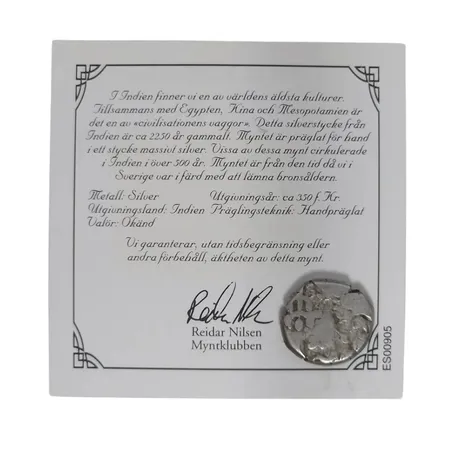 I Indien finner vi en av världens äldsta kulturer.
Tillsammans med Egypten, Kina och Mesopotamien är
det en av «civilisationens vaggor». Detta silverstycke från
Indien är ca 2250 år gammalt. Myntet är präglat för hand
i ett stycke massivt silver. Vissa av dessa mynt cirkulerade
i Indien i över 500 år. Myntet är från den tid då vi i
Sverige var i färd med att lämna bronsåldern.
Metall: Silver Utgivningsår: ca 350 f. Kr.
Utgivningsland: Indien Präglingsteknik: Handpräglat
Valör: Okänd
Vi garanterar, utan tidsbegränsning eller
andra förbehåll, äktheten av detta mynt.
Reidar Nilsen
Myntklubben
ES00905